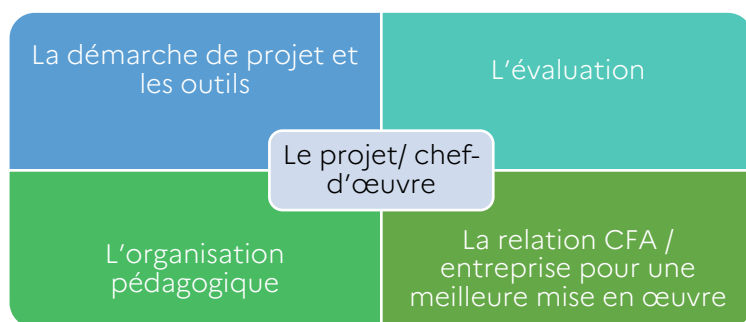 La démarche de projet et
les outils
L'évaluation
Le projet/ chef-
d'œuvre
L'organisation
pédagogique
La relation CFA /
entreprise pour une
meilleure mise en œuvre